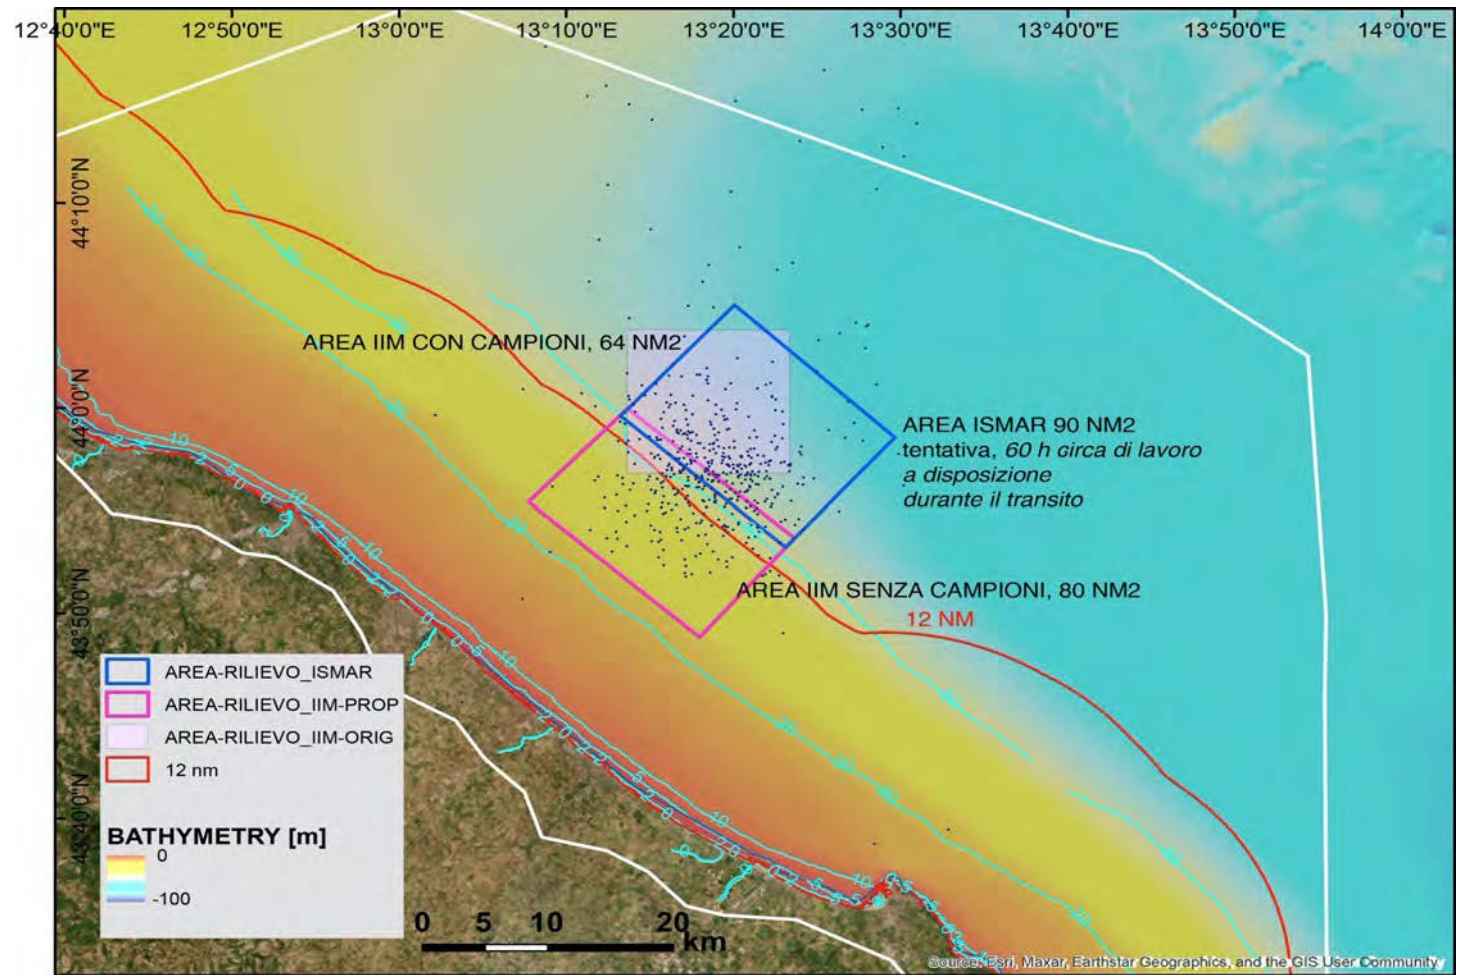 12°40'0"E 12°50'0"E 13°0'0"E 13°10'0"E 13°20'0"E 13°30'0"E 13°40'0"E 13°50'0"E 14°0'0"E
44°10'0"N
44°0'0"N
43°50'0"N
43°40'0"N
AREA IIM CON CAMPIONI, 64 NM2
AREA ISMAR 90 NM2
tentativa, 60 h circa di lavoro
a disposizione
durante il transito
AREA IIM SENZA CAMPIONI, 80 NM2
12 NM
AREA-RILIEVO_ISMAR
AREA-RILIEVO_IIM-PROP
AREA-RILIEVO_IIM-ORIG
12 nm
BATHYMETRY [m]
0
-100
0 5 10 20
km
Source: Esri, Maxar, Earthstar Geographics, and the GIS User Community